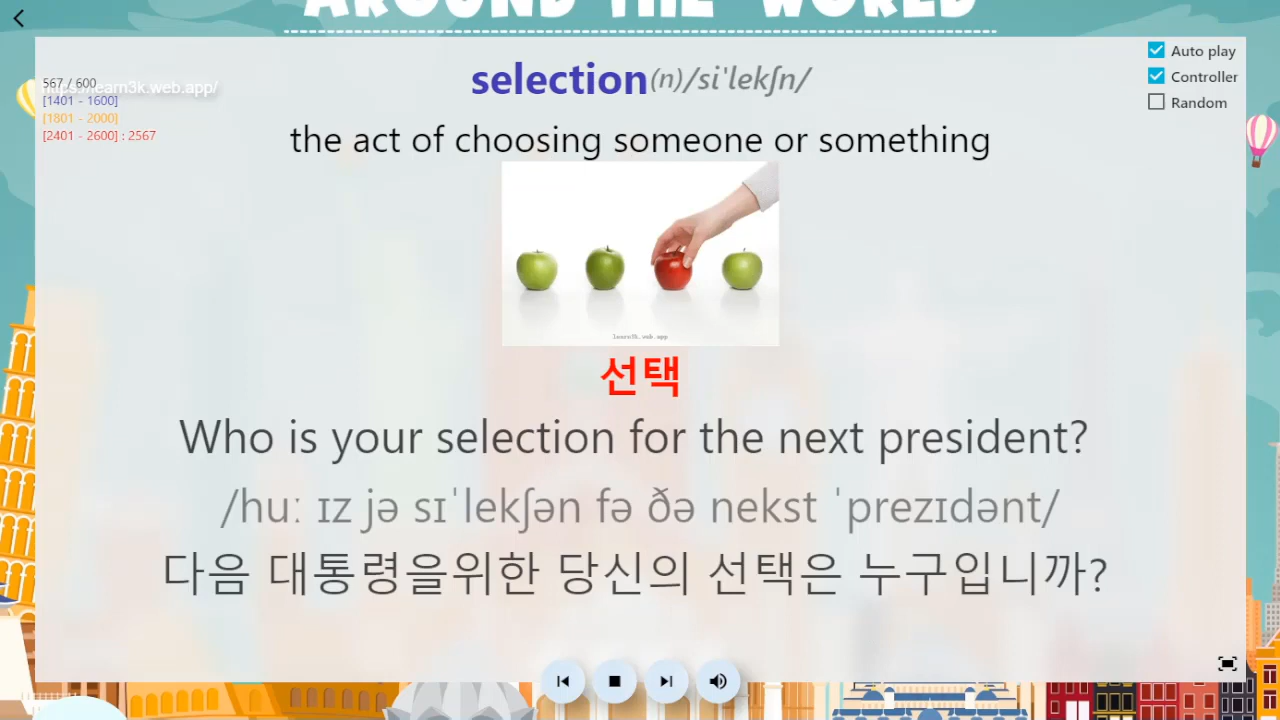 AROUND THE WORLD
Auto play
567 / 600
https://learn3k.web.app/
Controller
[1401 - 1600]
Random
[1801 - 2000]
[2401 - 2600] : 2567
selection(n)/si'lekʃn/
the act of choosing someone or something
learn3k.web.app
선택
Who is your selection for the next president?
/huː ɪz jə sɪˈlekʃən fə ðə nekst ˈprezɪdənt/
다음 대통령을위한 당신의 선택은 누구입니까?